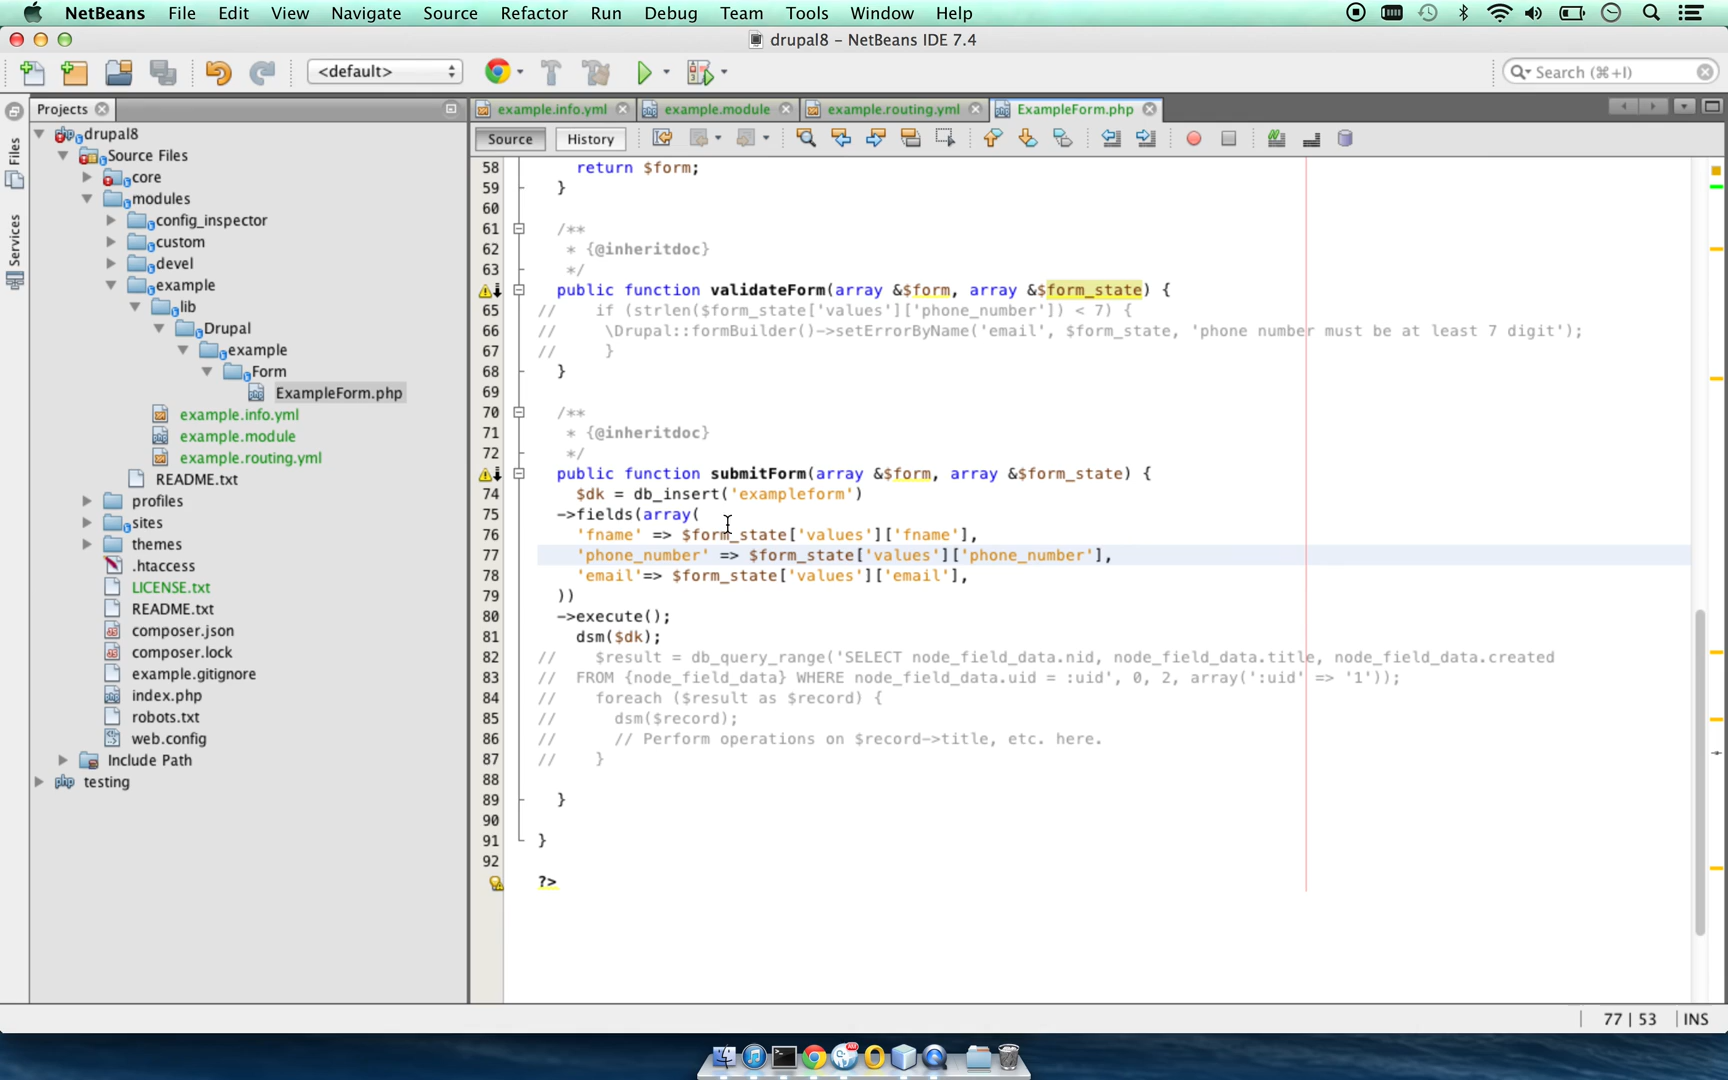 NetBeans File Edit View Navigate Source Refactor Run Debug Team Tools Window Help
drupal8 – NetBeans IDE 7.4
<default>
Search (⌘+I)
Projects
example.info.yml
example.module
example.routing.yml
ExampleForm.php
Source
History
Files
Services
drupal8
Source Files
core
modules
config_inspector
custom
devel
example
lib
Drupal
example
Form
ExampleForm.php
example.info.yml
example.module
example.routing.yml
README.txt
profiles
sites
themes
.htaccess
LICENSE.txt
README.txt
composer.json
composer.lock
example.gitignore
index.php
robots.txt
web.config
Include Path
testing
58 return $form;
59 }
60
61 /**
62 * {@inheritdoc}
63 */
public function validateForm(array &$form, array &$form_state) {
65 // if (strlen($form_state['values']['phone_number']) < 7) {
66 // \Drupal::formBuilder()->setErrorByName('email', $form_state, 'phone number must be at least 7 digit');
67 // }
68 }
69
70 /**
71 * {@inheritdoc}
72 */
public function submitForm(array &$form, array &$form_state) {
74 $dk = db_insert('exampleform')
75 ->fields(array(
76 'fname' => $form_state['values']['fname'],
77 'phone_number' => $form_state['values']['phone_number'],
78 'email'=> $form_state['values']['email'],
79 ))
80 ->execute();
81 dsm($dk);
82 // $result = db_query_range('SELECT node_field_data.nid, node_field_data.title, node_field_data.created
83 // FROM {node_field_data} WHERE node_field_data.uid = :uid', 0, 2, array(':uid' => '1'));
84 // foreach ($result as $record) {
85 // dsm($record);
86 // // Perform operations on $record->title, etc. here.
87 // }
88
89 }
90
91 }
92
?>
77 | 53 INS